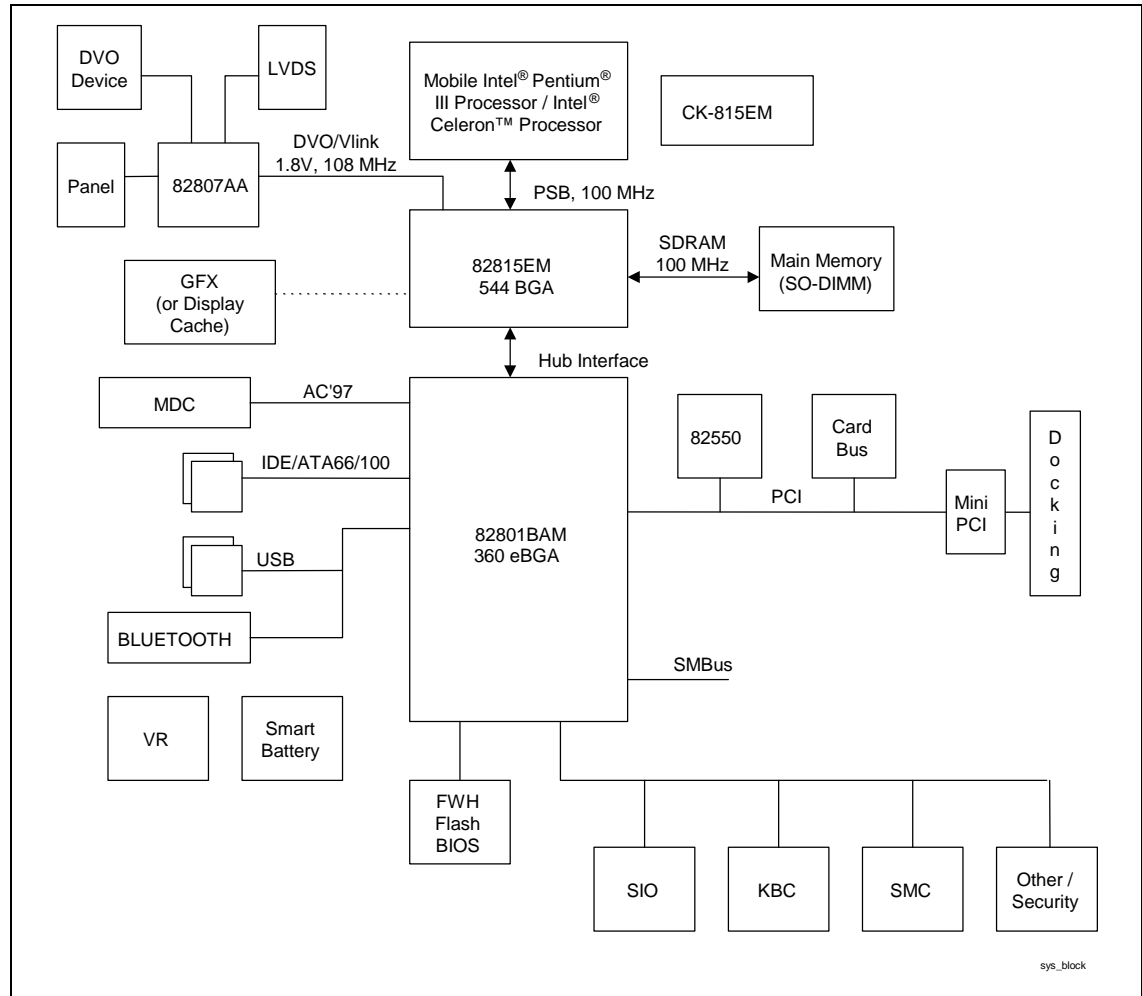 DVO
Device
LVDS
Mobile Intel® Pentium®
III Processor / Intel®
Celeron™ Processor
CK-815EM
Panel
82807AA
DVO/Vlink
1.8V, 108 MHz
PSB, 100 MHz
82815EM
544 BGA
SDRAM
100 MHz
Main Memory
(SO-DIMM)
GFX
(or Display
Cache)
Hub Interface
MDC
AC'97
IDE/ATA66/100
USB
BLUETOOTH
82801BAM
360 eBGA
82550
Card
Bus
PCI
Mini
PCI
Docking
SMBus
VR
Smart
Battery
FWH
Flash
BIOS
SIO
KBC
SMC
Other /
Security
sys_block